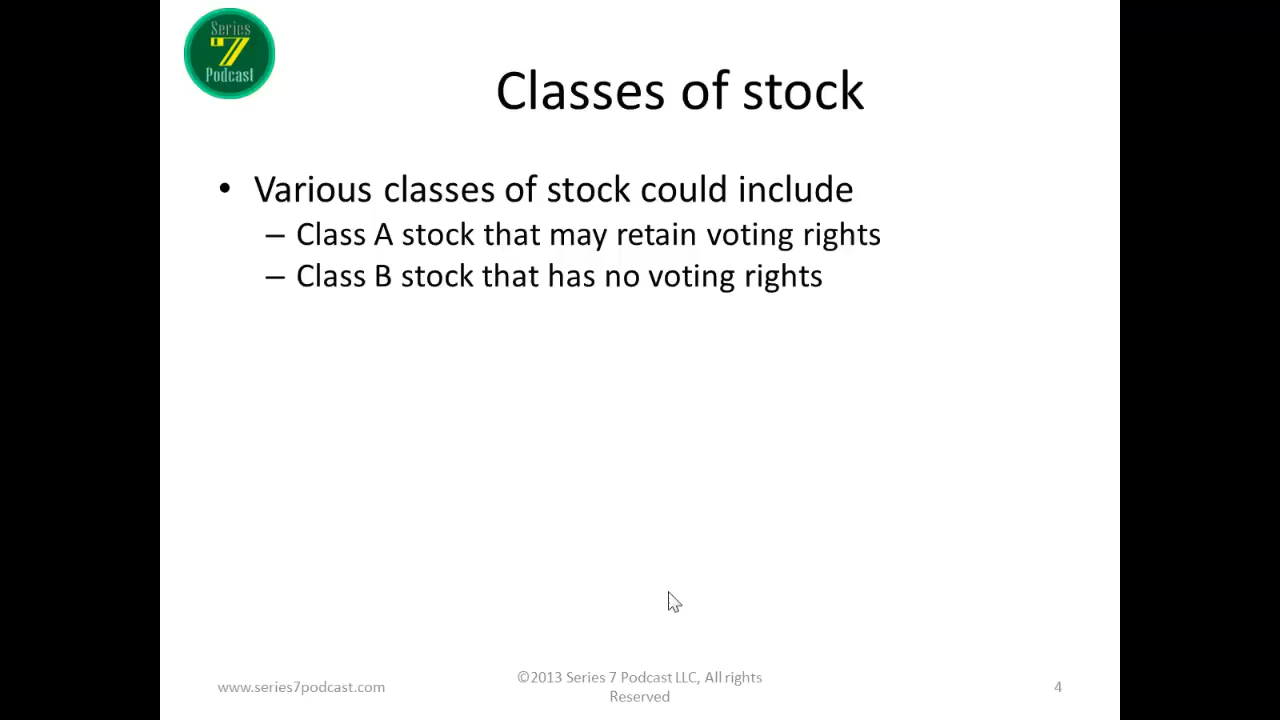 Series
7
Podcast
Classes of stock
• Various classes of stock could include
– Class A stock that may retain voting rights
– Class B stock that has no voting rights
www.series7podcast.com
©2013 Series 7 Podcast LLC, All rights
Reserved
4